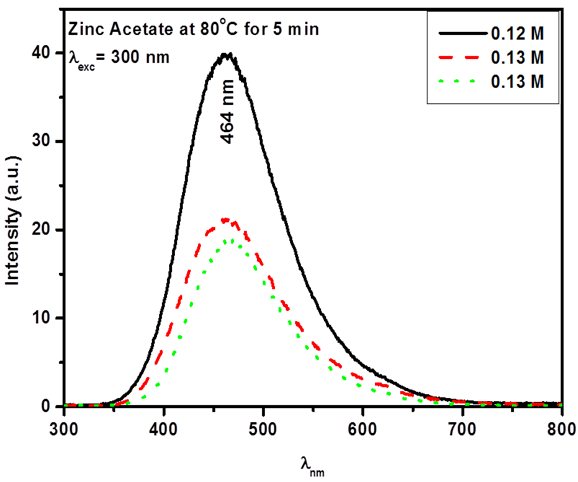 Zinc Acetate at 80°C for 5 min
λexc = 300 nm
0.12 M
0.13 M
0.13 M
464 nm
Intensity (a.u.)
40
30
20
10
0
300 400 500 600 700 800
λnm